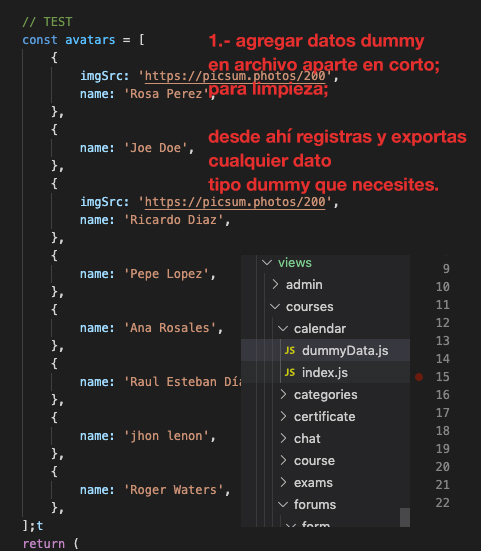 // TEST
const avatars = [
{
imgSrc: 'https://picsum.photos/200',
name: 'Rosa Perez',
},
{
name: 'Joe Doe',
},
{
imgSrc: 'https://picsum.photos/200',
name: 'Ricardo Diaz',
},
{
name: 'Pepe Lopez',
},
{
name: 'Ana Rosales',
},
{
name: 'Raul Esteban Día
},
{
name: 'jhon lenon',
},
{
name: 'Roger Waters',
},
];t
return (
1.- agregar datos dummy
en archivo aparte en corto;
para limpieza;
desde ahí registras y exportas
cualquier dato
tipo dummy que necesites.
views
admin
courses
calendar
JS dummyData.js
JS index.js
categories
certificate
chat
course
exams
forums
form
9
10
11
12
13
14
15
16
17
18
19
20
21
22